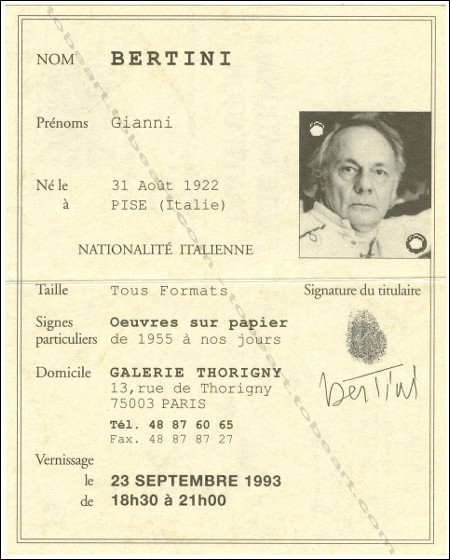 NOM BERTINI
Prénoms Gianni
Né le 31 Août 1922
à PISE (Italie)
NATIONALITÉ ITALIENNE
Taille Tous Formats
Signature du titulaire
Signes Oeuvres sur papier
particuliers de 1955 à nos jours
Domicile GALERIE THORIGNY
13,rue de Thorigny
75003 PARIS
Bertini
Tél. 48 87 60 65
Fax. 48 87 87 27
Vernissage
le 23 SEPTEMBRE 1993
de 18h30 à 21h00
tobeart.com